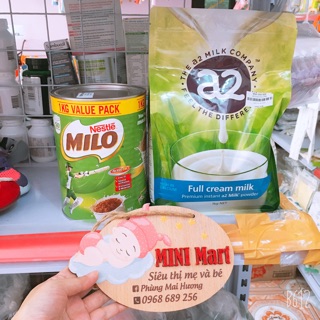 1KG VALUE PACK
Nestlé
MILO
THE a2 MILK COMPANY
a2
THE DIFFERENCE
Full cream milk
Premium instant a2 MILK powder
MINI Mart
Siêu thị mẹ và bé
Phùng Mai Hương
0968 689 256